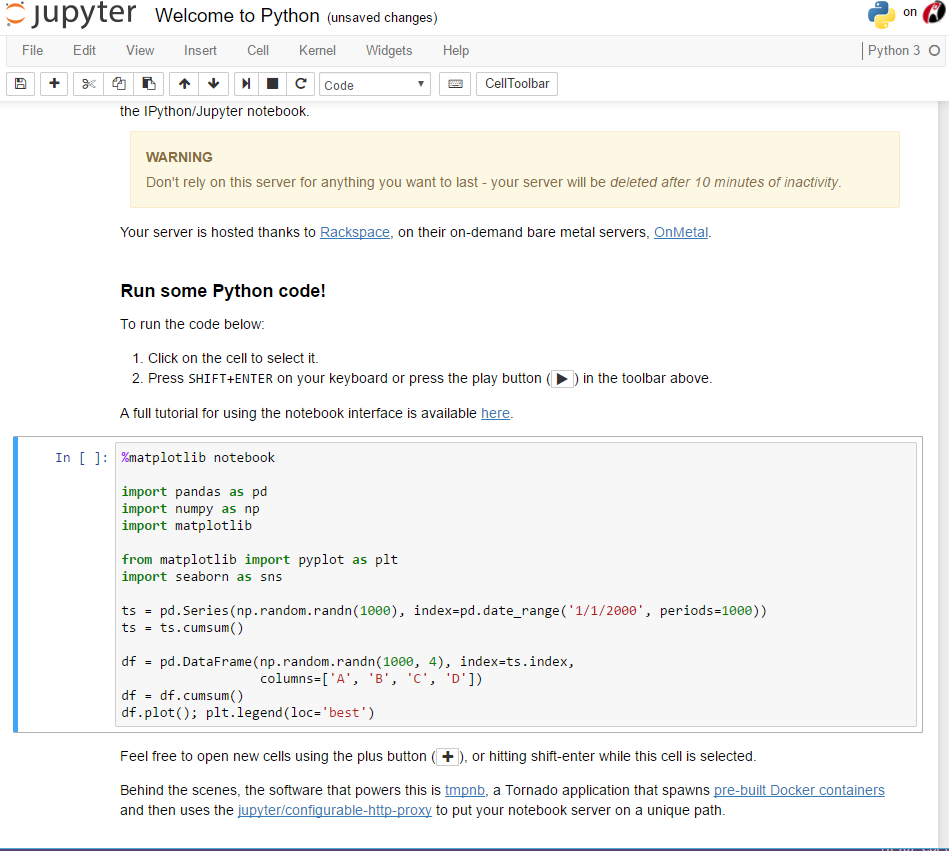 jupyter Welcome to Python (unsaved changes) on
File Edit View Insert Cell Kernel Widgets Help Python 3
Code CellToolbar
the IPython/Jupyter notebook.
WARNING
Don't rely on this server for anything you want to last - your server will be deleted after 10 minutes of inactivity.
Your server is hosted thanks to Rackspace, on their on-demand bare metal servers, OnMetal.
Run some Python code!
To run the code below:
1. Click on the cell to select it.
2. Press SHIFT+ENTER on your keyboard or press the play button (▶) in the toolbar above.
A full tutorial for using the notebook interface is available here.
In [ ]: %matplotlib notebook
import pandas as pd
import numpy as np
import matplotlib
from matplotlib import pyplot as plt
import seaborn as sns
ts = pd.Series(np.random.randn(1000), index=pd.date_range('1/1/2000', periods=1000))
ts = ts.cumsum()
df = pd.DataFrame(np.random.randn(1000, 4), index=ts.index,
columns=['A', 'B', 'C', 'D'])
df = df.cumsum()
df.plot(); plt.legend(loc='best')
Feel free to open new cells using the plus button (+), or hitting shift-enter while this cell is selected.
Behind the scenes, the software that powers this is tmpnb, a Tornado application that spawns pre-built Docker containers
and then uses the jupyter/configurable-http-proxy to put your notebook server on a unique path.